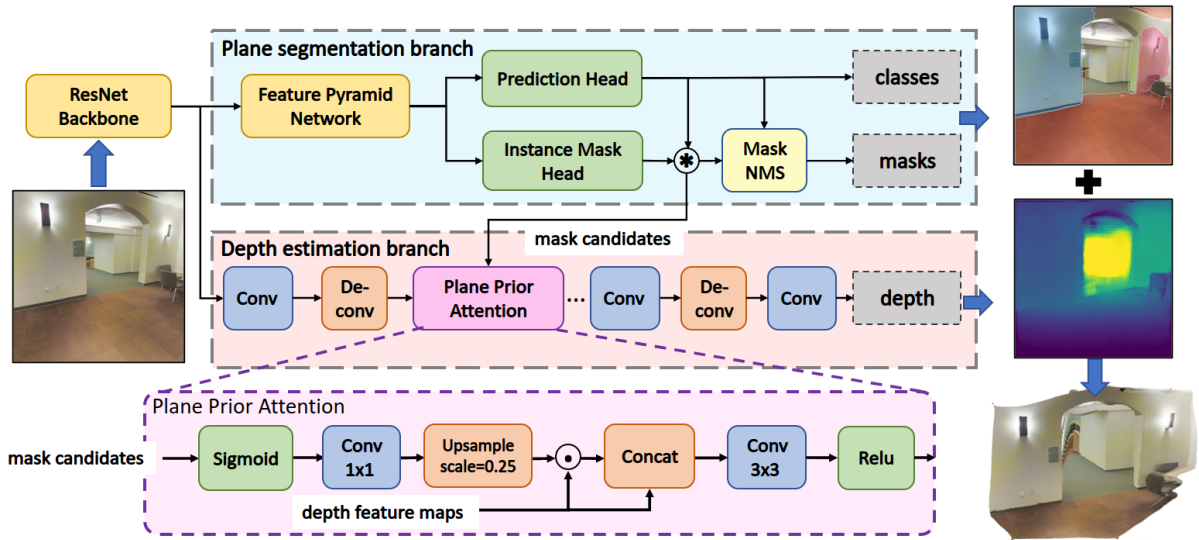 Plane segmentation branch
ResNet
Backbone
Feature Pyramid
Network
Prediction Head
classes
Instance Mask
Head
*
Mask
NMS
masks
+
mask candidates
Depth estimation branch
Conv
De-
conv
Plane Prior
Attention
...
Conv
De-
conv
Conv
depth
Plane Prior Attention
mask candidates
Sigmoid
Conv
1x1
Upsample
scale=0.25
Concat
Conv
3x3
Relu
depth feature maps